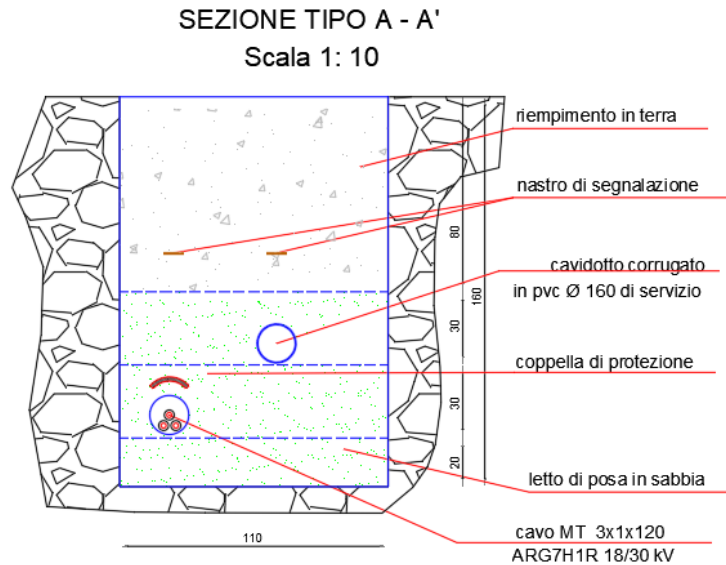 SEZIONE TIPO A - A'
Scala 1: 10
riempimento in terra
nastro di segnalazione
80
cavidotto corrugato
in pvc Ø 160 di servizio
160
30
coppella di protezione
30
20
letto di posa in sabbia
cavo MT 3x1x120
ARG7H1R 18/30 kV
110